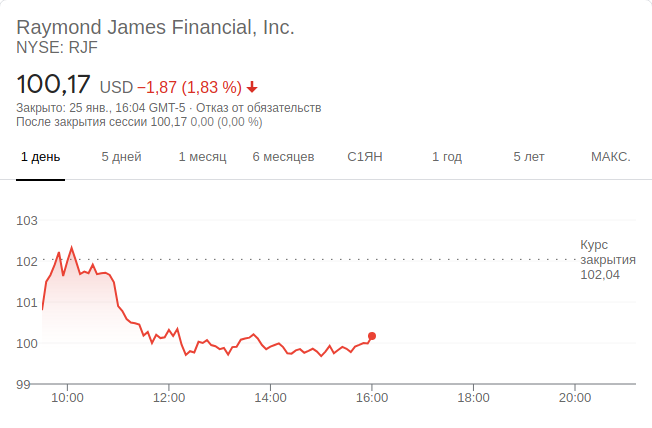 Raymond James Financial, Inc.
NYSE: RJF
100,17 USD −1,87 (1,83 %)
Закрыто: 25 янв., 16:04 GMT-5 · Отказ от обязательств
После закрытия сессии 100,17 0,00 (0,00 %)
1 день 5 дней 1 месяц 6 месяцев С1ЯН 1 год 5 лет МАКС.
103
102
101
100
99
Курс
закрытия
102,04
10:00 12:00 14:00 16:00 18:00 20:00